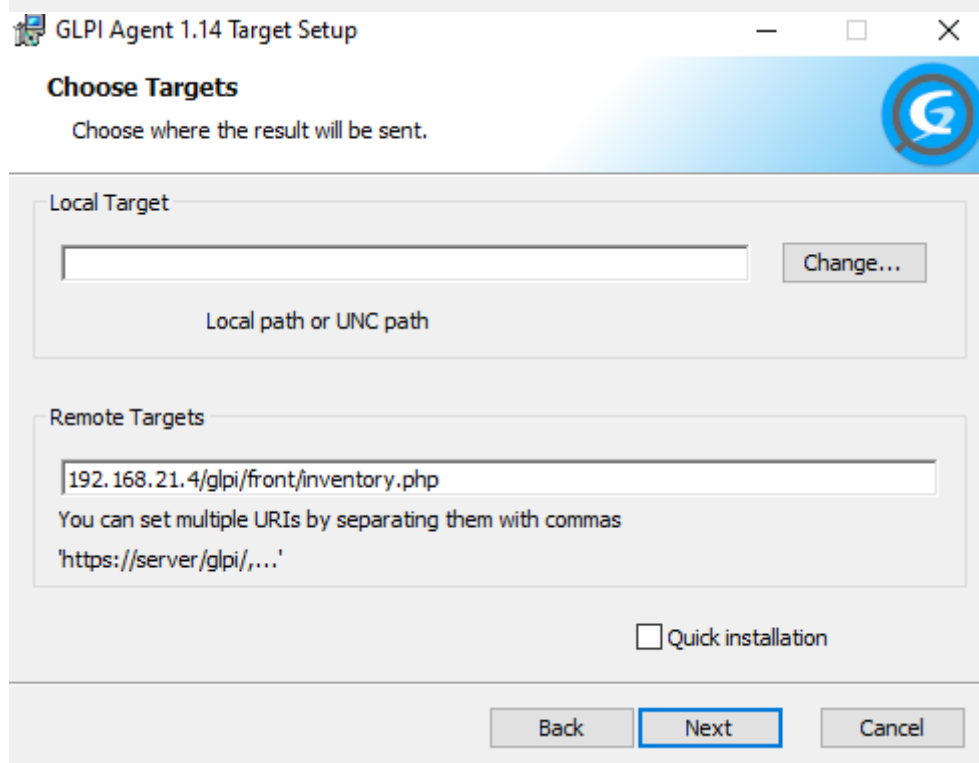 GLPI Agent 1.14 Target Setup
Choose Targets
Choose where the result will be sent.
Local Target
Change...
Local path or UNC path
Remote Targets
192.168.21.4/glpi/front/inventory.php
You can set multiple URIs by separating them with commas
'https://server/glpi/,...'
Quick installation
Back Next Cancel